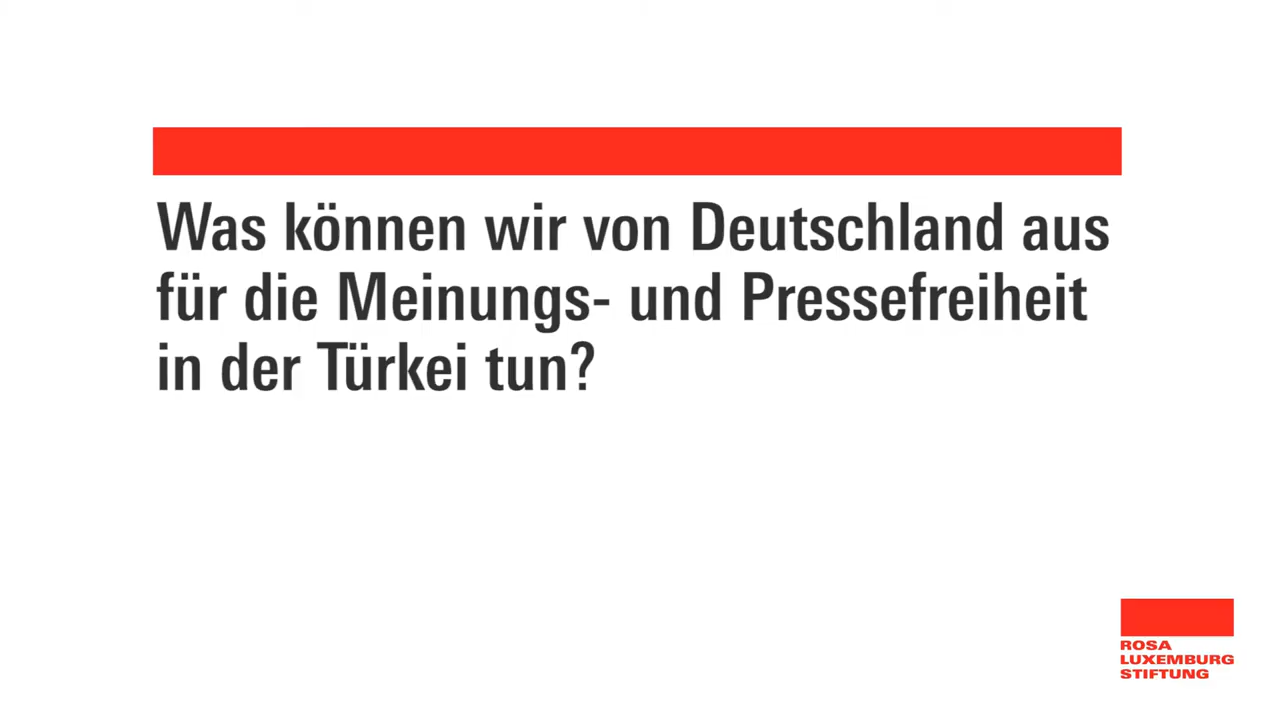 Was können wir von Deutschland aus
für die Meinungs- und Pressefreiheit
in der Türkei tun?
ROSA
LUXEMBURG
STIFTUNG